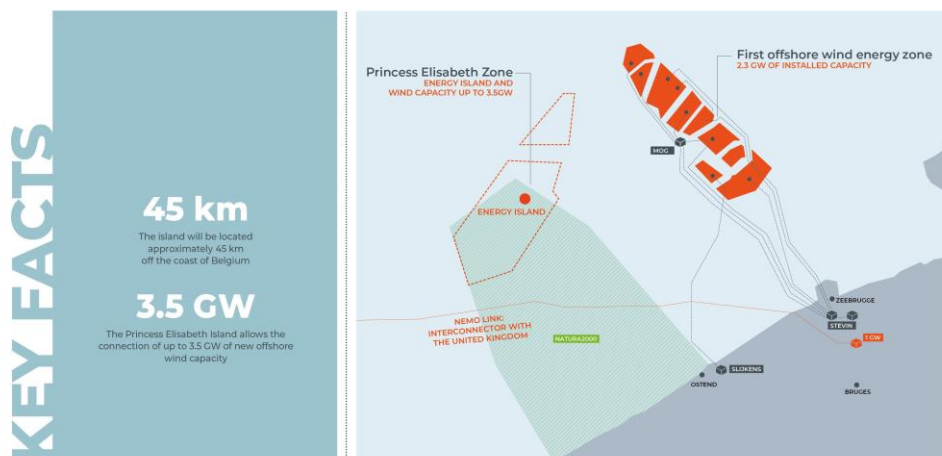 KEY FACTS
45 km
The island will be located
approximately 45 km
off the coast of Belgium
3.5 GW
The Princess Elisabeth Island allows the
connection of up to 3.5 GW of new offshore
wind capacity
Princess Elisabeth Zone
ENERGY ISLAND AND
WIND CAPACITY UP TO 3.5GW
First offshore wind energy zone
2.3 GW OF INSTALLED CAPACITY
MOG
ENERGY ISLAND
NEMO LINK:
INTERCONNECTOR WITH
THE UNITED KINGDOM
NATURA2000
ZEEBRUGGE
STEVIN
1 GW
SLIJKENS
OSTEND
BRUGES